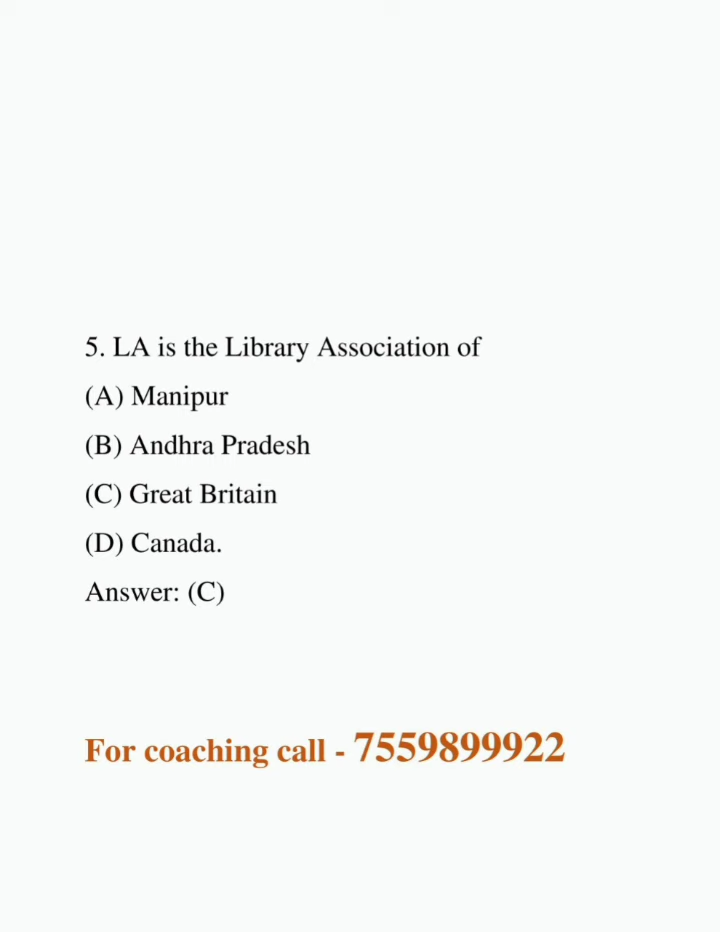 5. LA is the Library Association of
(A) Manipur
(B) Andhra Pradesh
(C) Great Britain
(D) Canada.
Answer: (C)
For coaching call - 7559899922